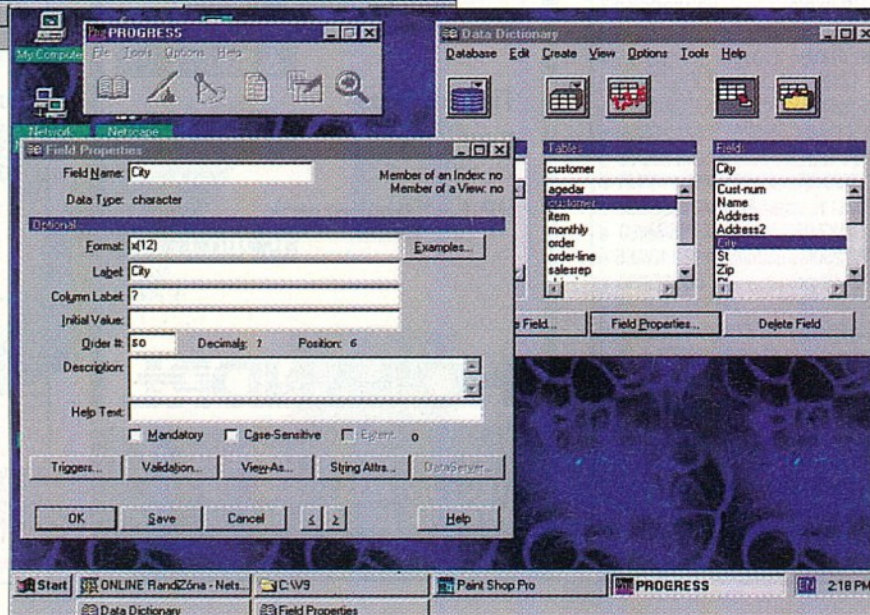 My Computer
PROGRESS
File Tools Options Help
Network
Netscape
Data Dictionary
Database Edit Create View Options Tools Help
Tables
Fields
customer
City
agedar
customer
item
monthly
order
order-line
salesrep
Cust-num
Name
Address
Address2
City
St
Zip
Field...
Field Properties...
Delete Field
Field Properties
Field Name: City
Member of an Index: no
Member of a View: no
Data Type: character
Optional
Format: x(12)
Examples...
Label: City
Column Label: ?
Initial Value:
Order #: 50
Decimals: ?
Position: 6
Description:
Help Text:
Mandatory
Case-Sensitive
Extent: 0
Triggers...
Validation...
View-As...
String Attrs...
DataServer...
OK
Save
Cancel
<
>
Help
Start
ONLINE RandiZóna - Nets...
C:\V9
Paint Shop Pro
PROGRESS
EN
2:18 PM
Data Dictionary
Field Properties